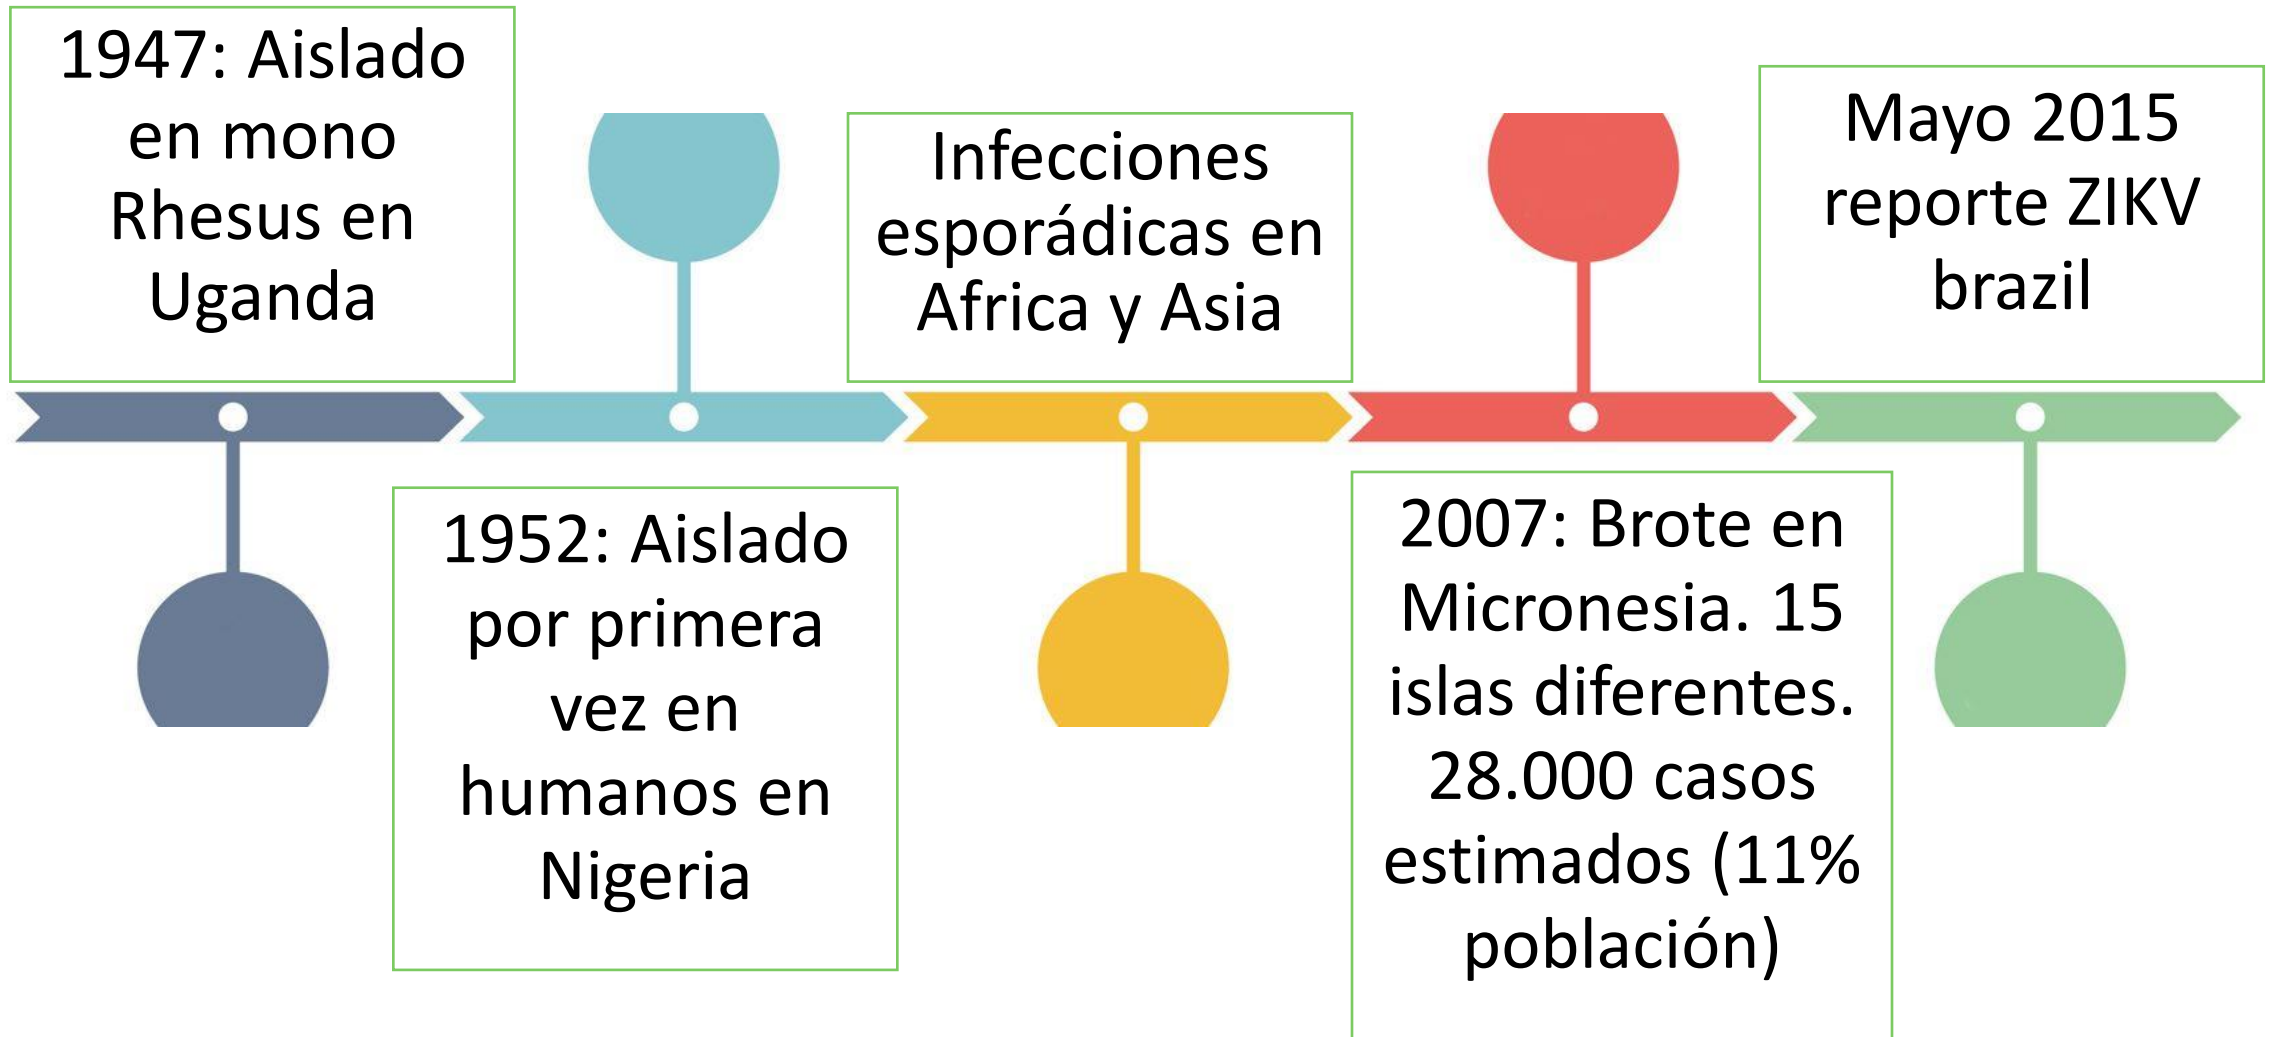 1947: Aislado
en mono
Rhesus en
Uganda
1952: Aislado
por primera
vez en
humanos en
Nigeria
Infecciones
esporádicas en
Africa y Asia
2007: Brote en
Micronesia. 15
islas diferentes.
28.000 casos
estimados (11%
población)
Mayo 2015
reporte ZIKV
brazil